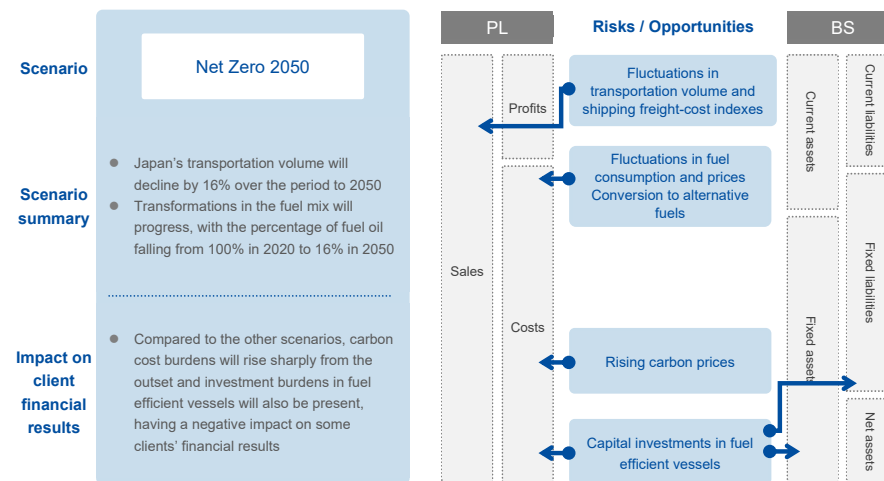 Scenario
Net Zero 2050
Scenario
summary
● Japan's transportation volume will
decline by 16% over the period to 2050
● Transformations in the fuel mix will
progress, with the percentage of fuel oil
falling from 100% in 2020 to 16% in 2050
Impact on
client
financial
results
● Compared to the other scenarios, carbon
cost burdens will rise sharply from the
outset and investment burdens in fuel
efficient vessels will also be present,
having a negative impact on some
clients' financial results
PL
Risks / Opportunities
BS
Sales
Profits
Costs
Fluctuations in
transportation volume and
shipping freight-cost indexes
Fluctuations in fuel
consumption and prices
Conversion to alternative
fuels
Rising carbon prices
Capital investments in fuel
efficient vessels
Current assets
Fixed assets
Current liabilities
Fixed liabilities
Net assets